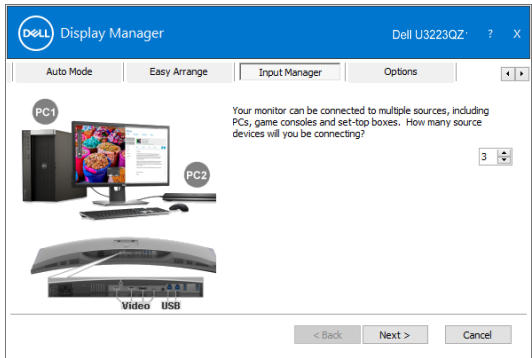 DELL Display Manager
Dell U3223QZ
? X
Auto Mode
Easy Arrange
Input Manager
Options
PC1
PC2
Video USB
Your monitor can be connected to multiple sources, including
PCs, game consoles and set-top boxes. How many source
devices will you be connecting?
3
< Back
Next >
Cancel